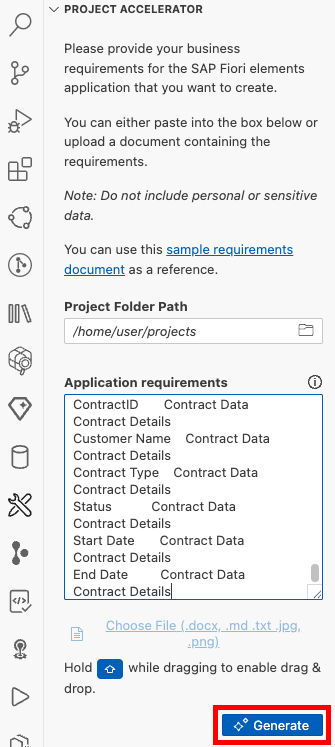 PROJECT ACCELERATOR
Please provide your business
requirements for the SAP Fiori elements
application that you want to create.
You can either paste into the box below or
upload a document containing the
requirements.
Note: Do not include personal or sensitive
data.
You can use this sample requirements
document as a reference.
Project Folder Path
/home/user/projects
Application requirements
ContractID Contract Data
Contract Details
Customer Name Contract Data
Contract Details
Contract Type Contract Data
Contract Details
Status Contract Data
Contract Details
Start Date Contract Data
Contract Details
End Date Contract Data
Contract Details
Choose File (.docx, .md .txt .jpg,
.png)
Hold while dragging to enable drag &
drop.
Generate